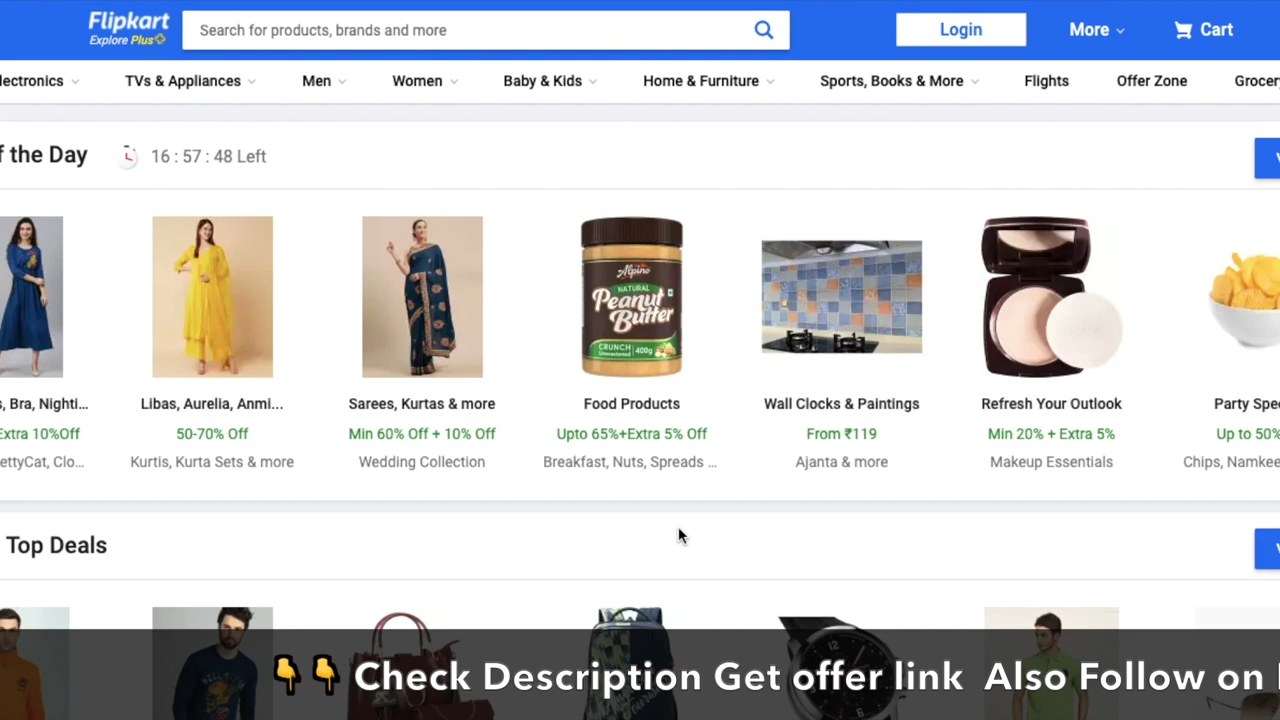 Flipkart
Explore Plus
Search for products, brands and more
Login
More
Cart
lectronics
TVs & Appliances
Men
Women
Baby & Kids
Home & Furniture
Sports, Books & More
Flights
Offer Zone
Grocer
f the Day
16 : 57 : 48 Left
Alpino
NATURAL
Peanut
Butter
CRUNCH
Unsweetened
400g
s, Bra, Nighti...
Libas, Aurelia, Anmi...
Sarees, Kurtas & more
Food Products
Wall Clocks & Paintings
Refresh Your Outlook
Party Spe
Extra 10%Off
50-70% Off
Min 60% Off + 10% Off
Upto 65%+Extra 5% Off
From ₹119
Min 20% + Extra 5%
Up to 50%
ettyCat, Clo...
Kurtis, Kurta Sets & more
Wedding Collection
Breakfast, Nuts, Spreads ...
Ajanta & more
Makeup Essentials
Chips, Namkee
Top Deals
👇👇 Check Description Get offer link Also Follow on